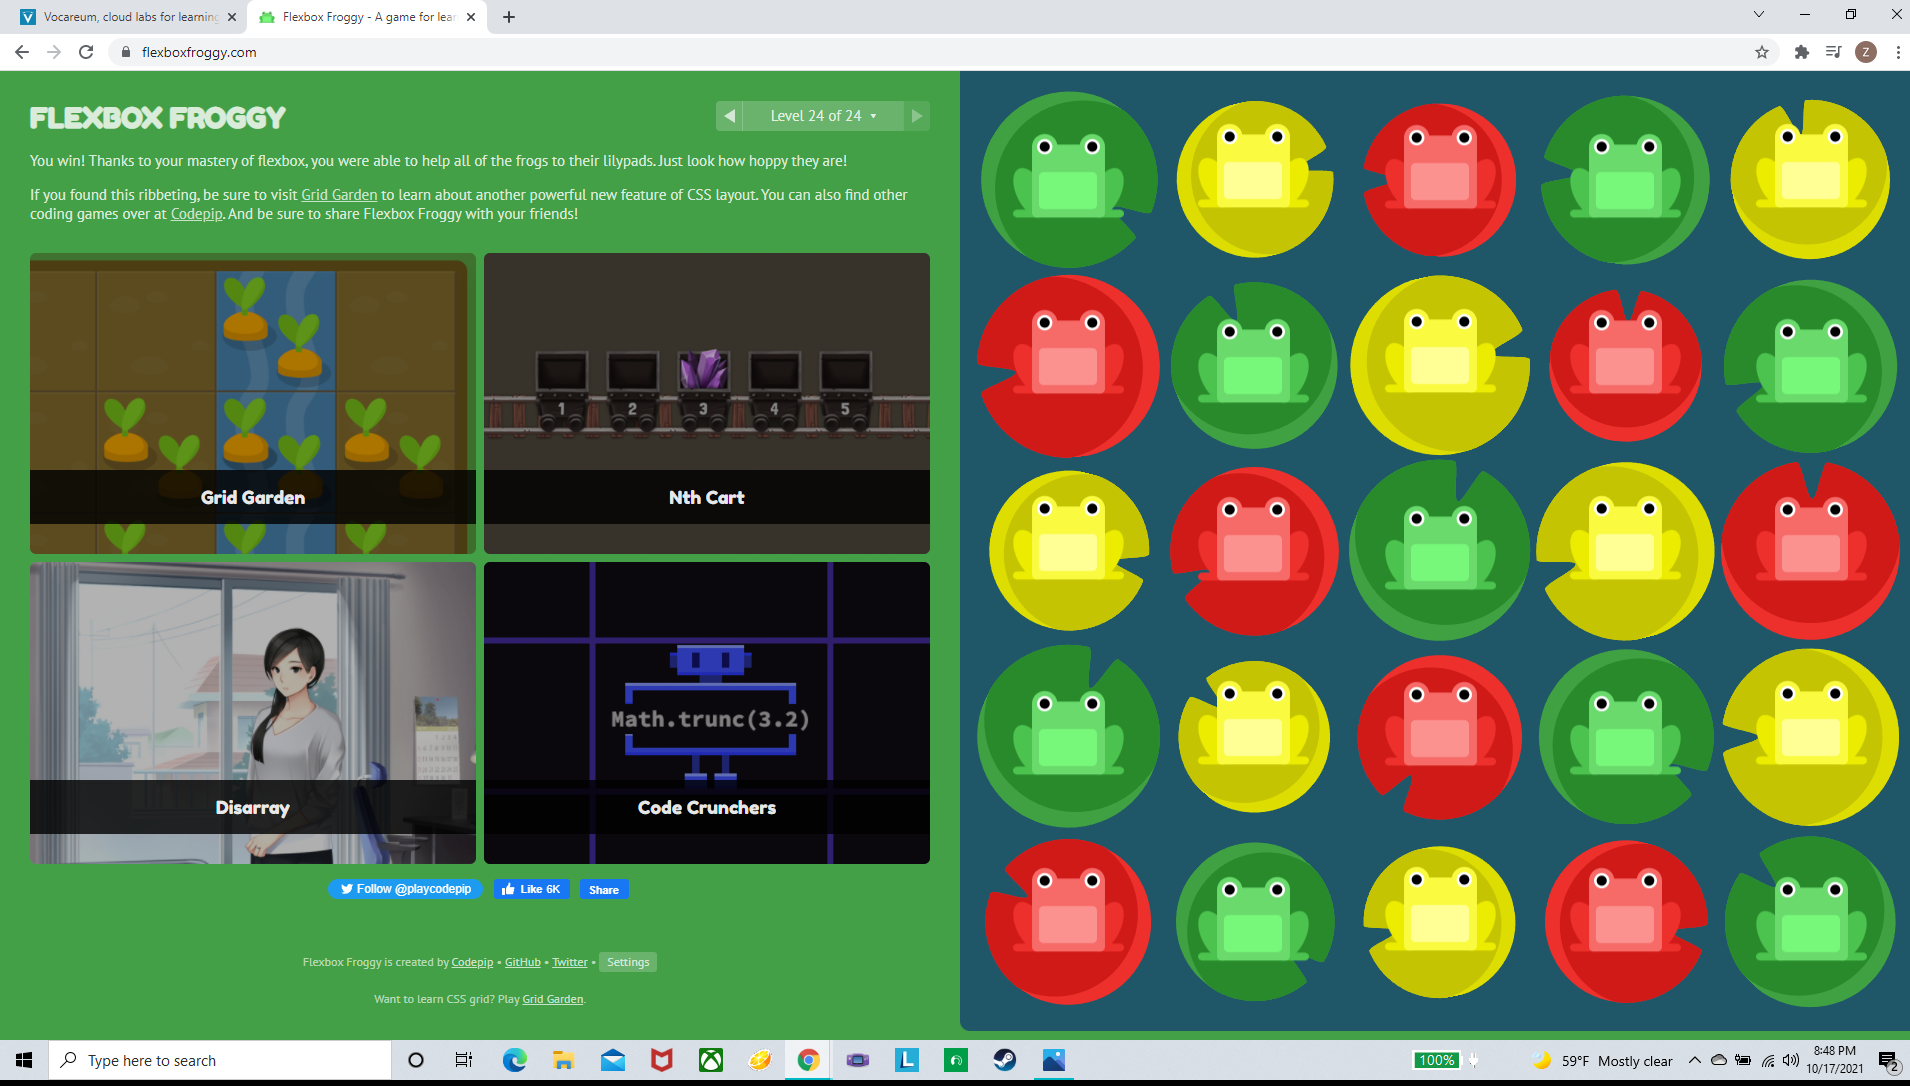 Vocareum, cloud labs for learning
Flexbox Froggy - A game for lear
flexboxfroggy.com
Z
FLEXBOX FROGGY
Level 24 of 24
You win! Thanks to your mastery of flexbox, you were able to help all of the frogs to their lilypads. Just look how hoppy they are!
If you found this ribbeting, be sure to visit Grid Garden to learn about another powerful new feature of CSS layout. You can also find other
coding games over at Codepip. And be sure to share Flexbox Froggy with your friends!
Grid Garden
1 2 3 4 5
Nth Cart
Disarray
Math.trunc(3.2)
Code Crunchers
Follow @playcodepip
Like 6K
Share
Flexbox Froggy is created by Codepip • GitHub • Twitter • Settings
Want to learn CSS grid? Play Grid Garden.
Type here to search
L
100%
59°F Mostly clear
8:48 PM
10/17/2021
2